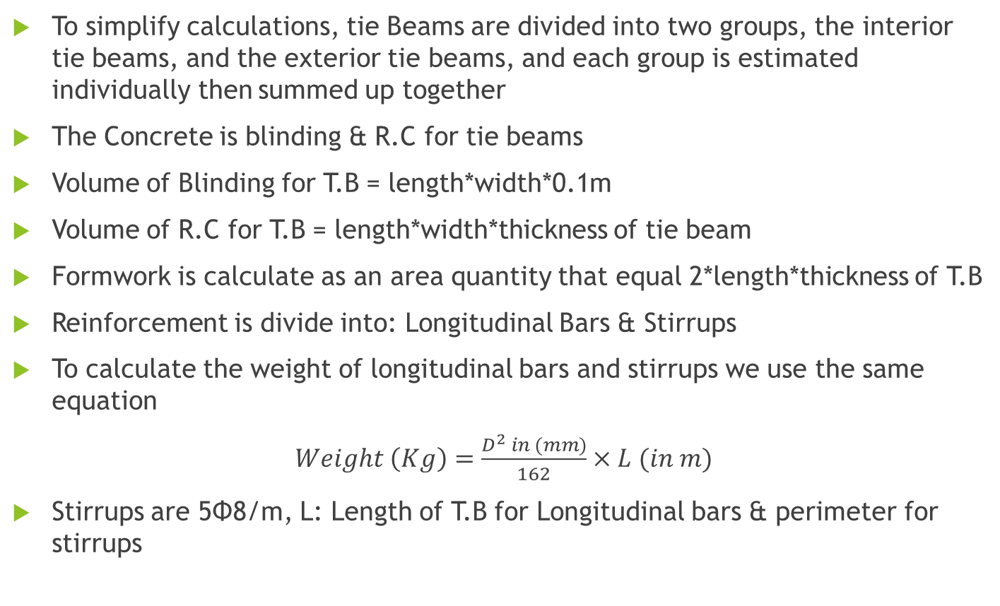 To simplify calculations, tie Beams are divided into two groups, the interior
tie beams, and the exterior tie beams, and each group is estimated
individually then summed up together
The Concrete is blinding & R.C for tie beams
Volume of Blinding for T.B = length*width*0.1m
Volume of R.C for T.B = length*width*thickness of tie beam
Formwork is calculate as an area quantity that equal 2*length*thickness of T.B
Reinforcement is divide into: Longitudinal Bars & Stirrups
To calculate the weight of longitudinal bars and stirrups we use the same
equation
Weight (Kg) = D² in (mm) / 162 × L (in m)
Stirrups are 5Φ8/m, L: Length of T.B for Longitudinal bars & perimeter for
stirrups